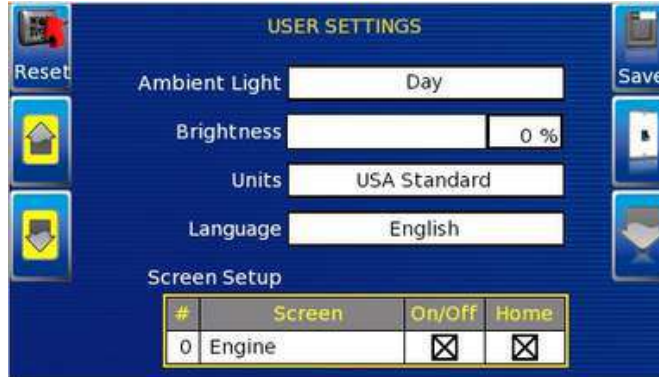 USER SETTINGS
Reset
Save
Ambient Light Day
Brightness 0 %
Units USA Standard
Language English
Screen Setup
# Screen On/Off Home
0 Engine